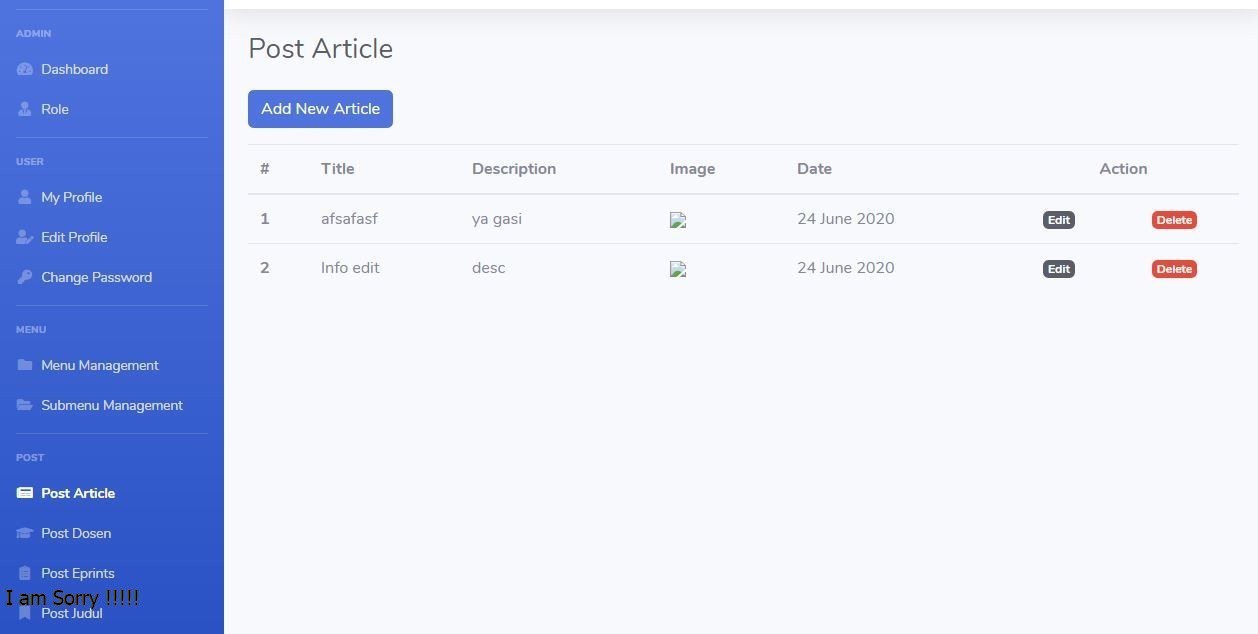 ADMIN
Dashboard
Role
USER
My Profile
Edit Profile
Change Password
MENU
Menu Management
Submenu Management
POST
Post Article
Post Dosen
Post Eprints
I am Sorry !!!!!
Post Judul
Post Article
Add New Article
# Title Description Image Date Action
1 afsafasf ya gasi 24 June 2020 Edit Delete
2 Info edit desc 24 June 2020 Edit Delete